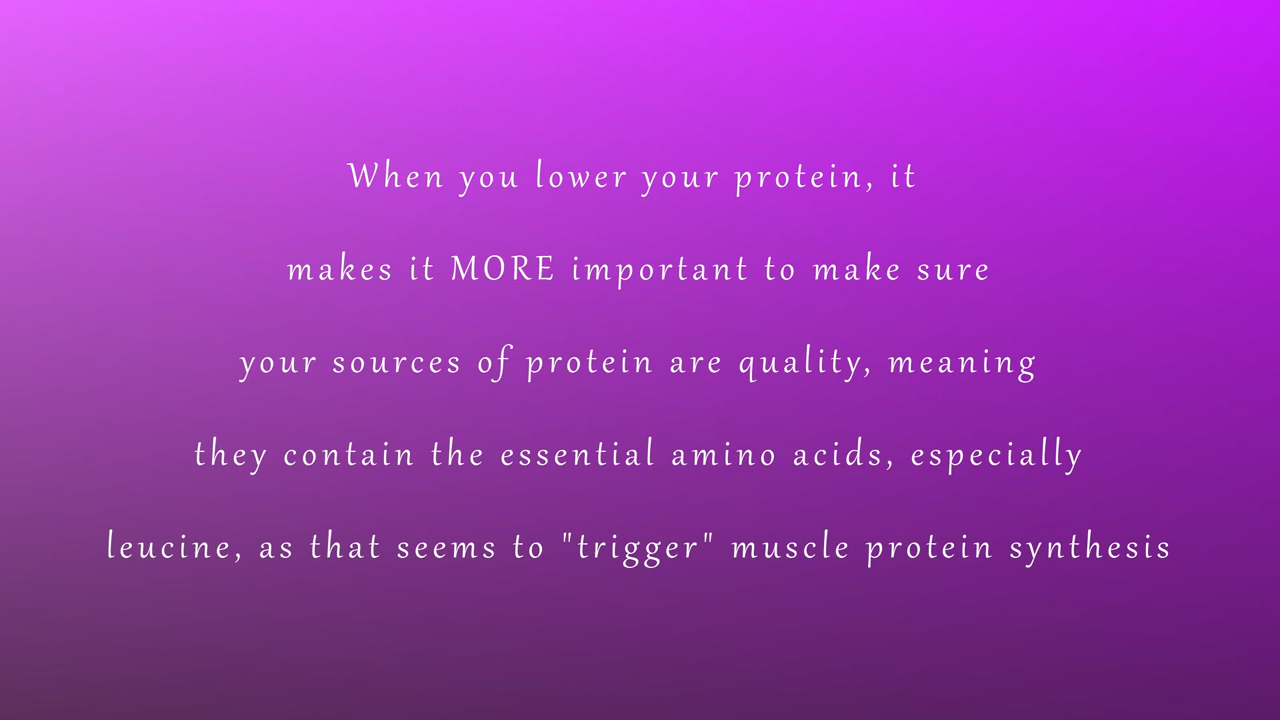 When you lower your protein, it
makes it MORE important to make sure
your sources of protein are quality, meaning
they contain the essential amino acids, especially
leucine, as that seems to "trigger" muscle protein synthesis